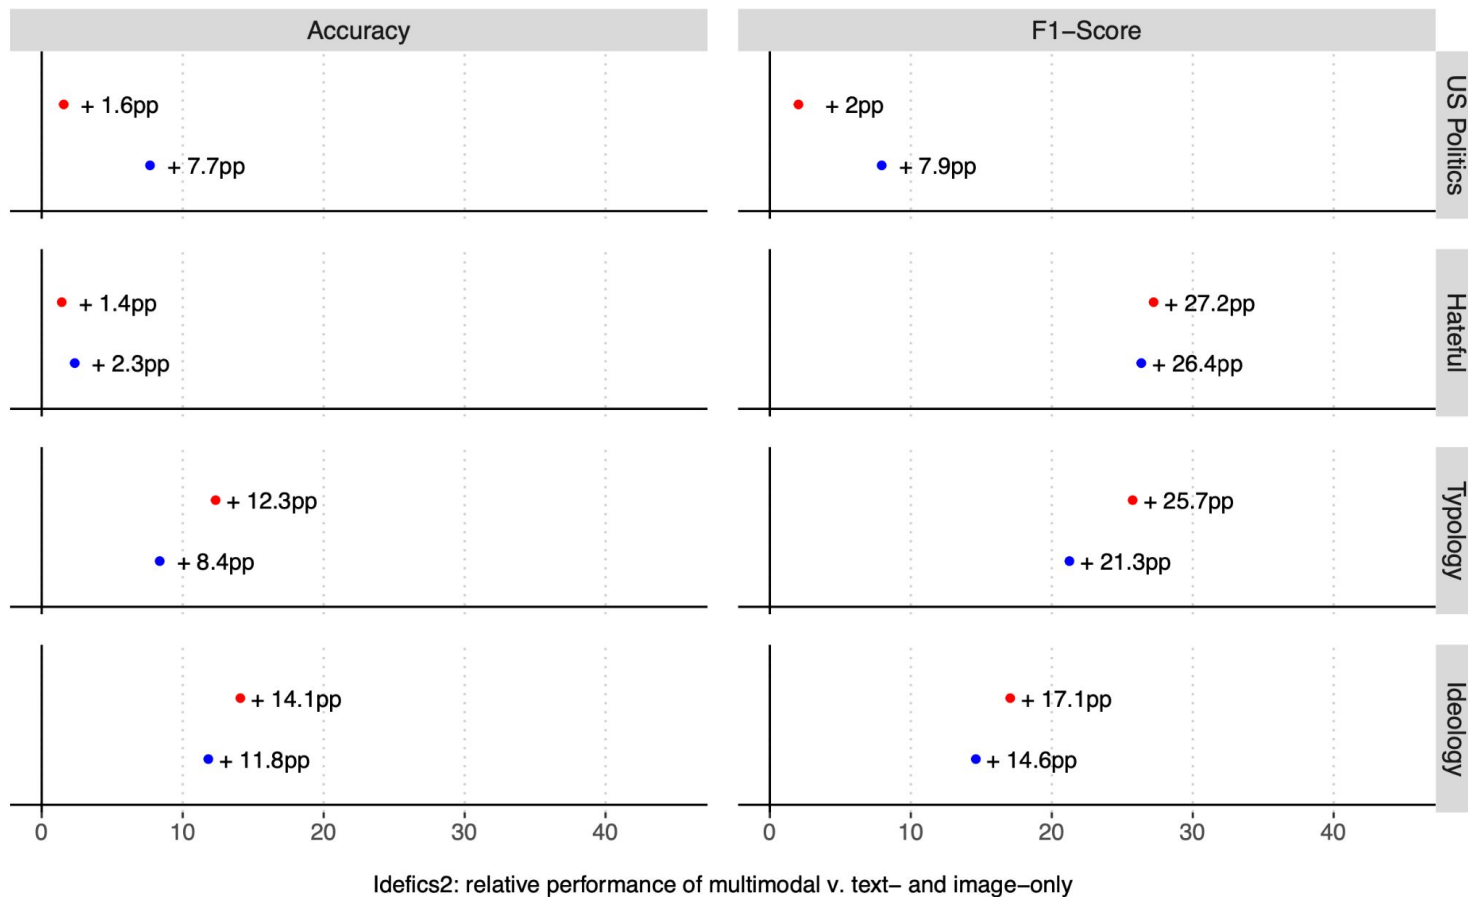 Accuracy
F1−Score
+ 1.6pp
+ 7.7pp
+ 2pp
+ 7.9pp
US Politics
+ 1.4pp
+ 2.3pp
+ 27.2pp
+ 26.4pp
Hateful
+ 12.3pp
+ 8.4pp
+ 25.7pp
+ 21.3pp
Typology
+ 14.1pp
+ 11.8pp
+ 17.1pp
+ 14.6pp
Ideology
0 10 20 30 40
0 10 20 30 40
Idefics2: relative performance of multimodal v. text− and image−only